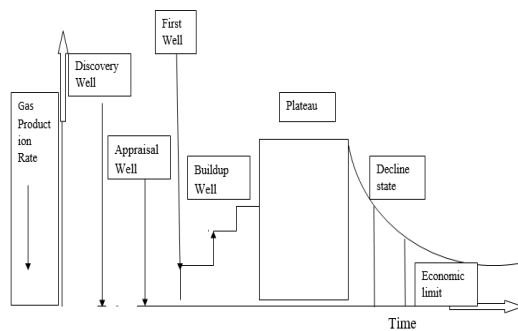 First
Well
Discovery
Well
Gas
Product
ion
Rate
Plateau
Appraisal
Well
Buildup
Well
Decline
state
Economic
limit
Time